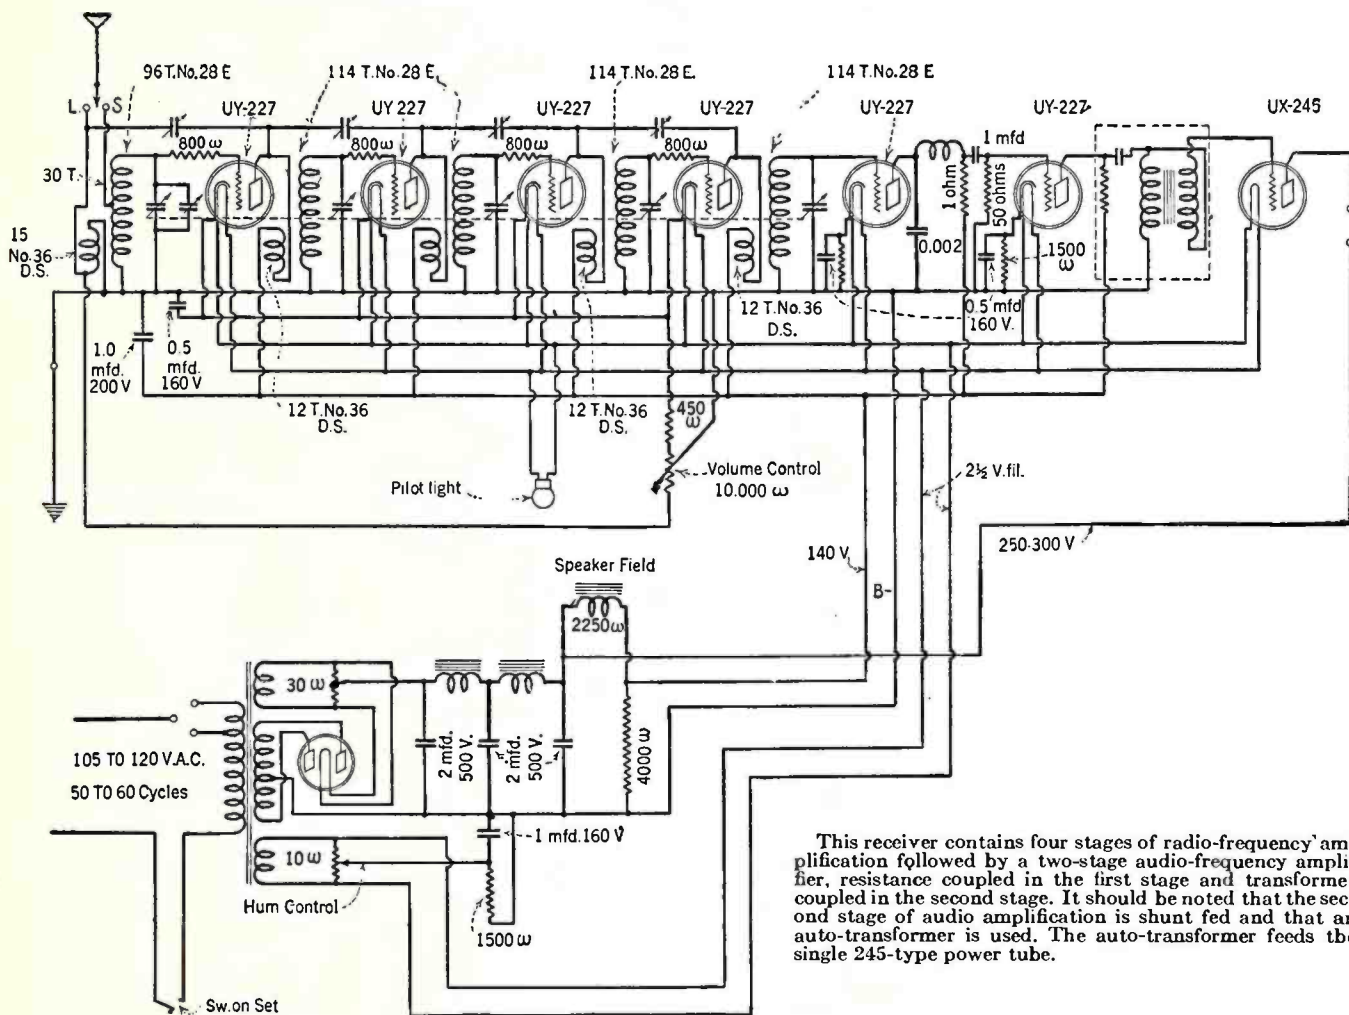 96 T.No.28 E
114 T.No.28 E
114 T.No.28 E.
114 T.No.28 E
L.
S
UY-227
UY 227
UY-227
UY-227
UY-227
UY-227
UX-245
800 ω
800ω
800ω
800ω
1 mfd
30 T.
1 ohm
50 ohms
15
No.36
D.S.
0.002
1500
ω
12 T.No.36
D.S.
0.5 mfd
160 V.
1.0
mfd.
200 V
0.5
mfd.
160 V
12 T.No.36
D.S.
12 T.No.36
D.S.
450
ω
Pilot light
Volume Control
10.000 ω
2½ V.fil.
140 V.
250-300 V
B-
Speaker Field
2250ω
30 ω
2 mfd.
500 V.
2 mfd.
500 V.
4000 ω
105 TO 120 V.A.C.
50 TO 60 Cycles
1 mfd.160 V
10 ω
Hum Control
1500 ω
Sw.on Set
This receiver contains four stages of radio-frequency am-
plification followed by a two-stage audio-frequency ampli-
fier, resistance coupled in the first stage and transforme
coupled in the second stage. It should be noted that the sec
ond stage of audio amplification is shunt fed and that an
auto-transformer is used. The auto-transformer feeds the
single 245-type power tube.